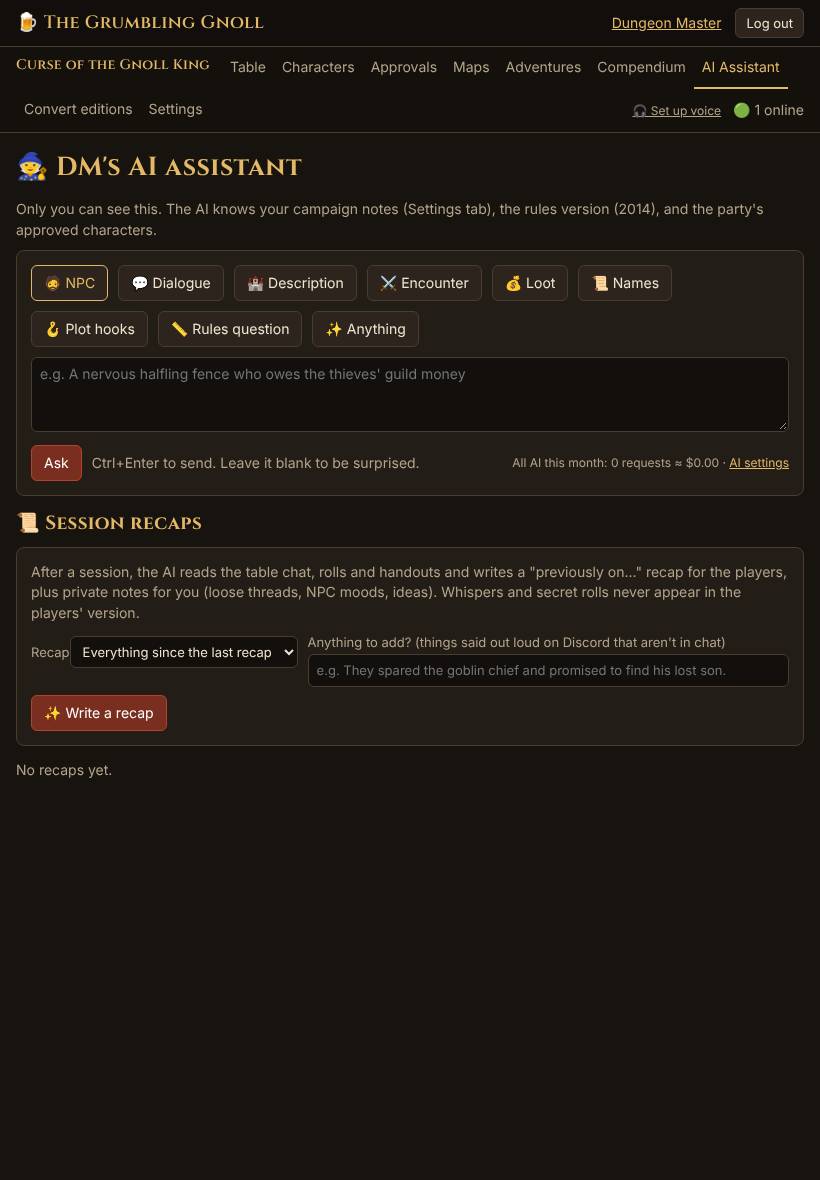 The Grumbling Gnoll
Dungeon Master
Log out
Curse of the Gnoll King
Table
Characters
Approvals
Maps
Adventures
Compendium
AI Assistant
Convert editions
Settings
Set up voice
1 online
DM's AI assistant
Only you can see this. The AI knows your campaign notes (Settings tab), the rules version (2014), and the party's
approved characters.
NPC
Dialogue
Description
Encounter
Loot
Names
Plot hooks
Rules question
Anything
e.g. A nervous halfling fence who owes the thieves' guild money
Ask
Ctrl+Enter to send. Leave it blank to be surprised.
All AI this month: 0 requests ≈ $0.00 · AI settings
Session recaps
After a session, the AI reads the table chat, rolls and handouts and writes a "previously on…" recap for the players,
plus private notes for you (loose threads, NPC moods, ideas). Whispers and secret rolls never appear in the
players' version.
Recap
Everything since the last recap
Anything to add? (things said out loud on Discord that aren't in chat)
e.g. They spared the goblin chief and promised to find his lost son.
Write a recap
No recaps yet.